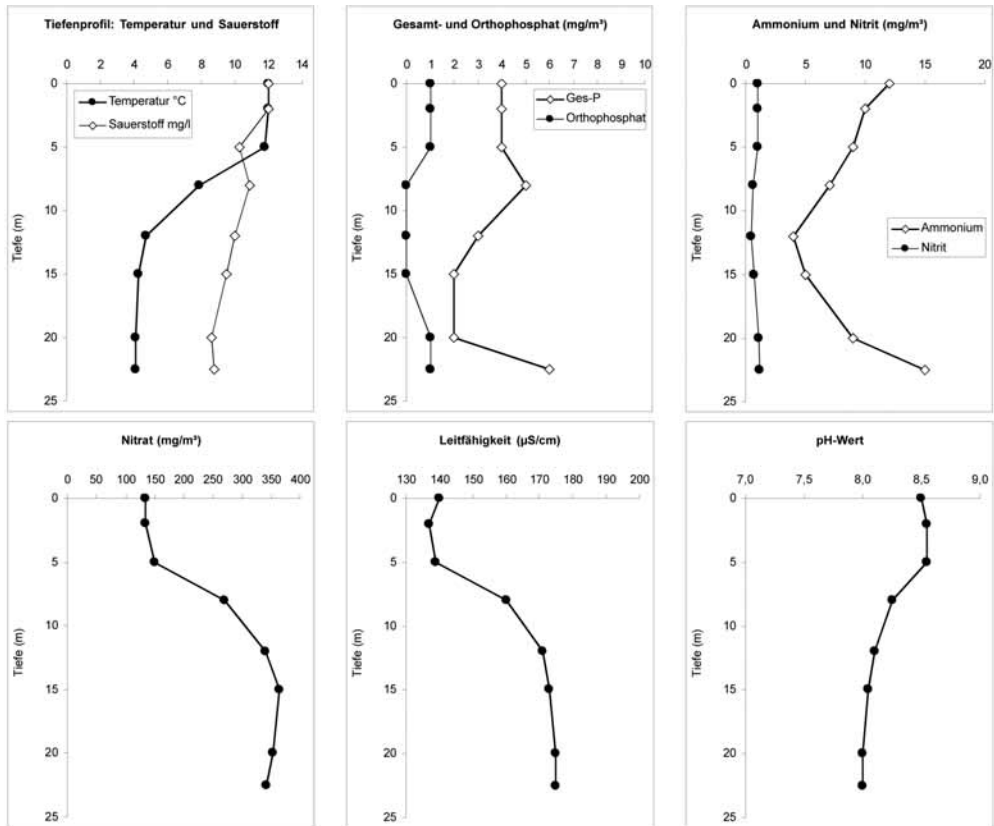 Tiefenprofil: Temperatur und Sauerstoff
0 2 4 6 8 10 12 14
Temperatur °C
Sauerstoff mg/l
Tiefe (m)
0
5
10
15
20
25
Gesamt- und Orthophosphat (mg/m³)
0 1 2 3 4 5 6 7 8 9 10
Ges-P
Orthophosphat
Tiefe (m)
0
5
10
15
20
25
Ammonium und Nitrit (mg/m³)
0 5 10 15 20
Ammonium
Nitrit
Tiefe (m)
0
5
10
15
20
25
Nitrat (mg/m³)
0 50 100 150 200 250 300 350 400
Tiefe (m)
0
5
10
15
20
25
Leitfähigkeit (µS/cm)
130 140 150 160 170 180 190 200
Tiefe (m)
0
5
10
15
20
25
pH-Wert
7,0 7,5 8,0 8,5 9,0
Tiefe (m)
0
5
10
15
20
25